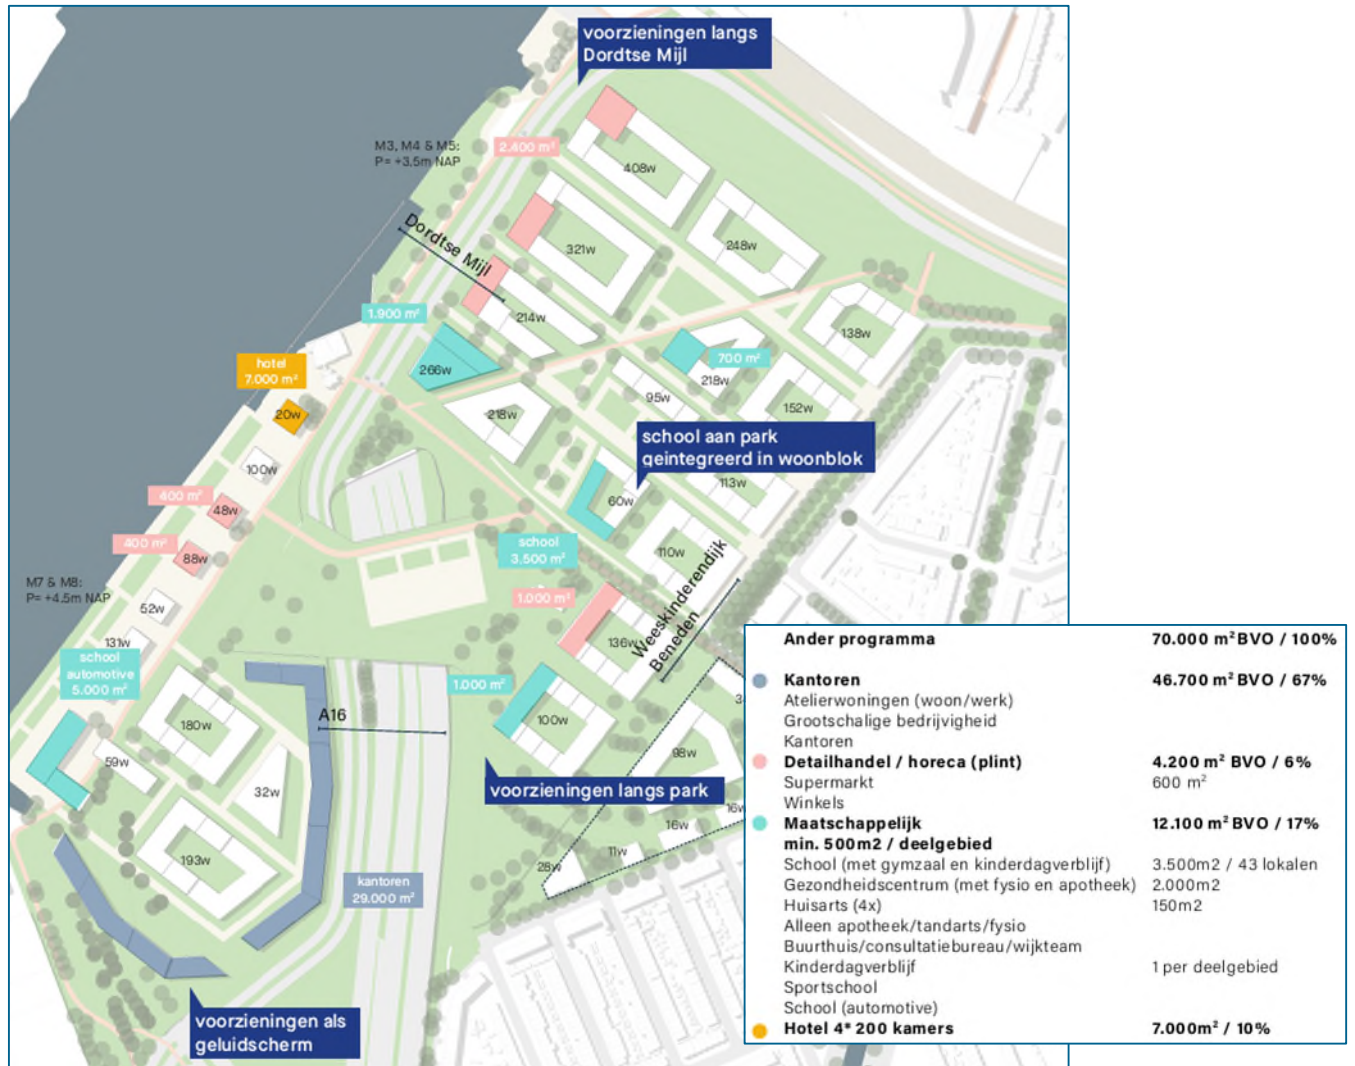 voorzieningen langs
Dordtse Mijl
M3, M4 & M5:
P= +3.5m NAP
2.400 m²
408w
248w
321w
Dordtse Mijl
214w
138w
1.900 m²
266w
700 m²
218w
95w
152w
hotel
7.000 m²
20w
218w
school aan park
geintegreerd in woonblok
100w
400 m²
48w
60w
113w
400 m²
88w
school
3.500 m²
110w
M7 & M8:
P= +4.5m NAP
52w
1.000 m²
136w
Weeskinderendijk
Beneden
131w
school
automotive
5.000 m²
1.000 m²
180w
A16
100w
98w
59w
32w
voorzieningen langs park
16w
16w
11w
28w
193w
kantoren
29.000 m²
voorzieningen als
geluidscherm
Ander programma 70.000 m² BVO / 100%
Kantoren 46.700 m² BVO / 67%
Atelierwoningen (woon/werk)
Grootschalige bedrijvigheid
Kantoren
Detailhandel / horeca (plint) 4.200 m² BVO / 6%
Supermarkt 600 m²
Winkels
Maatschappelijk 12.100 m² BVO / 17%
min. 500m2 / deelgebied
School (met gymzaal en kinderdagverblijf) 3.500m2 / 43 lokalen
Gezondheidscentrum (met fysio en apotheek) 2.000m2
Huisarts (4x) 150m2
Alleen apotheek/tandarts/fysio
Buurthuis/consultatiebureau/wijkteam
Kinderdagverblijf 1 per deelgebied
Sportschool
School (automotive)
Hotel 4* 200 kamers 7.000m² / 10%